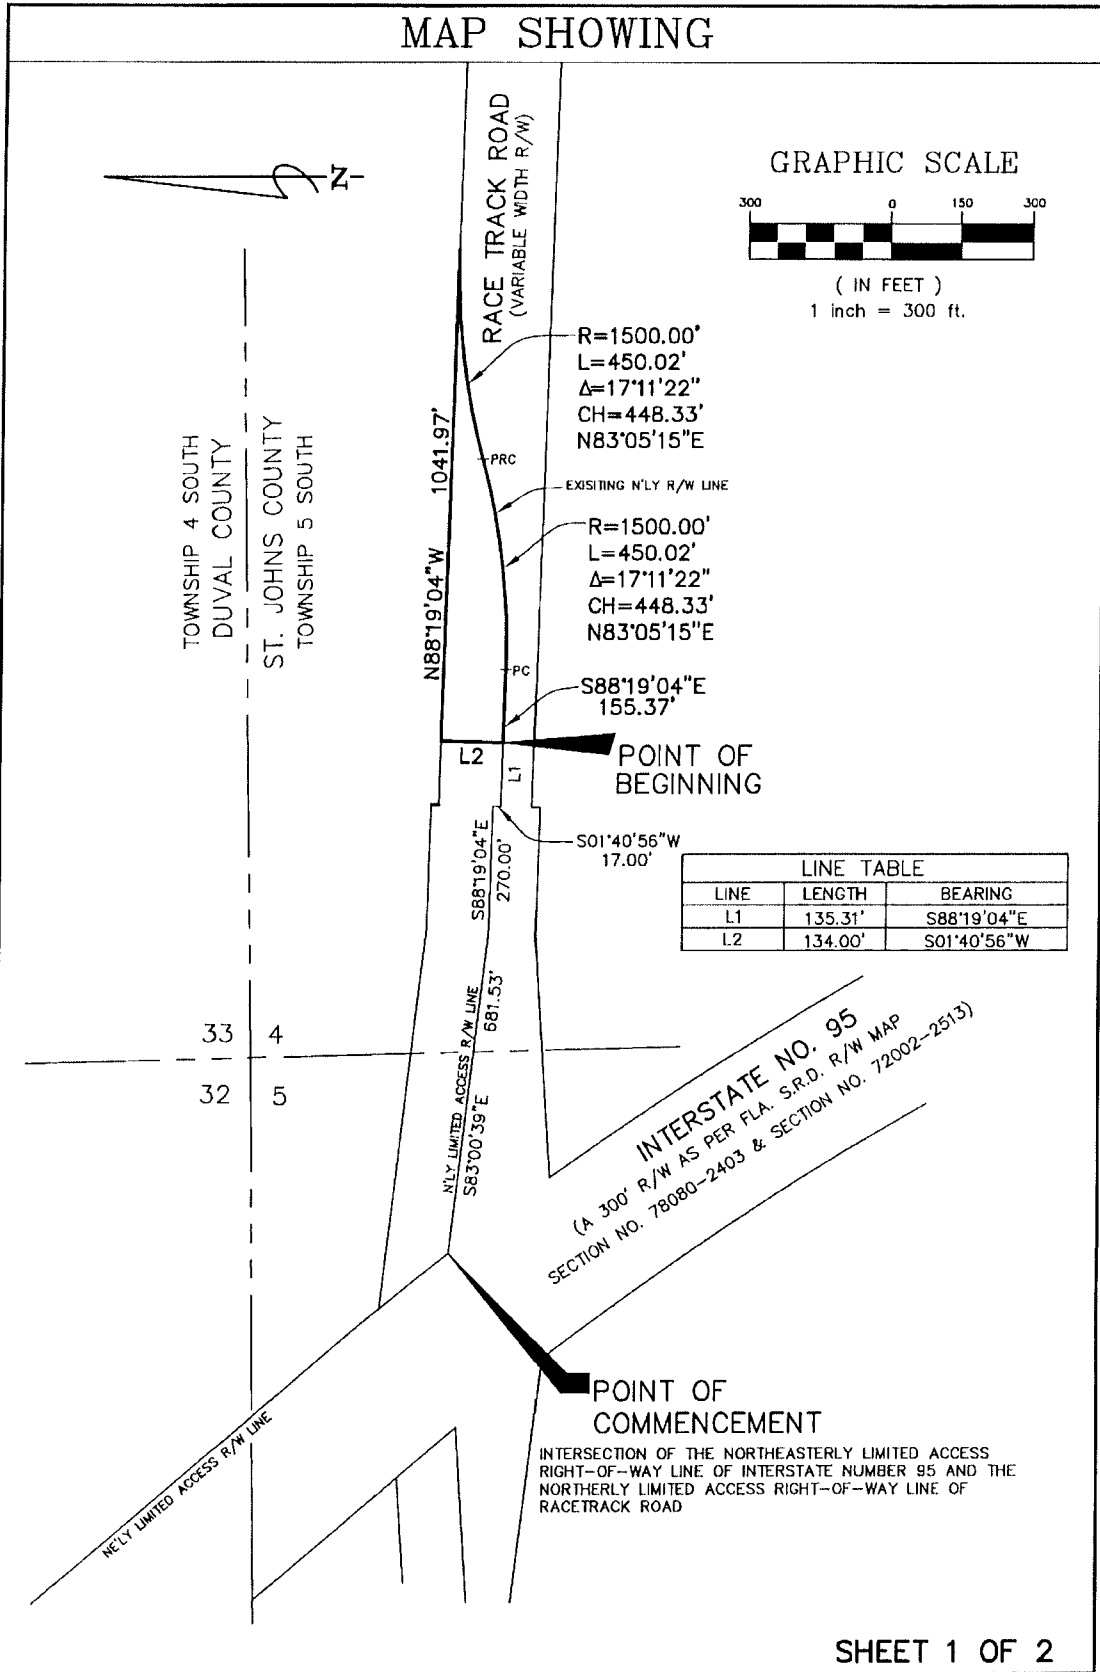 MAP SHOWING
Z
GRAPHIC SCALE
300 0 150 300
( IN FEET )
1 inch = 300 ft.
RACE TRACK ROAD
(VARIABLE WIDTH R/W)
R=1500.00'
L=450.02'
Δ=17°11'22"
CH=448.33'
N83°05'15"E
PRC
EXISITING N'LY R/W LINE
R=1500.00'
L=450.02'
Δ=17°11'22"
CH=448.33'
N83°05'15"E
PC
S88°19'04"E
155.37'
N88°19'04"W 1041.97'
TOWNSHIP 4 SOUTH
DUVAL COUNTY
ST. JOHNS COUNTY
TOWNSHIP 5 SOUTH
L2
L1
POINT OF
BEGINNING
S01°40'56"W
17.00'
S88°19'04"E
270.00'
LINE TABLE
LINE LENGTH BEARING
L1 135.31' S88°19'04"E
L2 134.00' S01°40'56"W
N'LY LIMITED ACCESS R/W LINE
S83°00'39"E 681.53'
33 4
32 5
INTERSTATE NO. 95
(A 300' R/W AS PER FLA. S.R.D. R/W MAP
SECTION NO. 78080-2403 & SECTION NO. 72002-2513)
POINT OF
COMMENCEMENT
INTERSECTION OF THE NORTHEASTERLY LIMITED ACCESS
RIGHT-OF-WAY LINE OF INTERSTATE NUMBER 95 AND THE
NORTHERLY LIMITED ACCESS RIGHT-OF-WAY LINE OF
RACETRACK ROAD
NE'LY LIMITED ACCESS R/W LINE
SHEET 1 OF 2